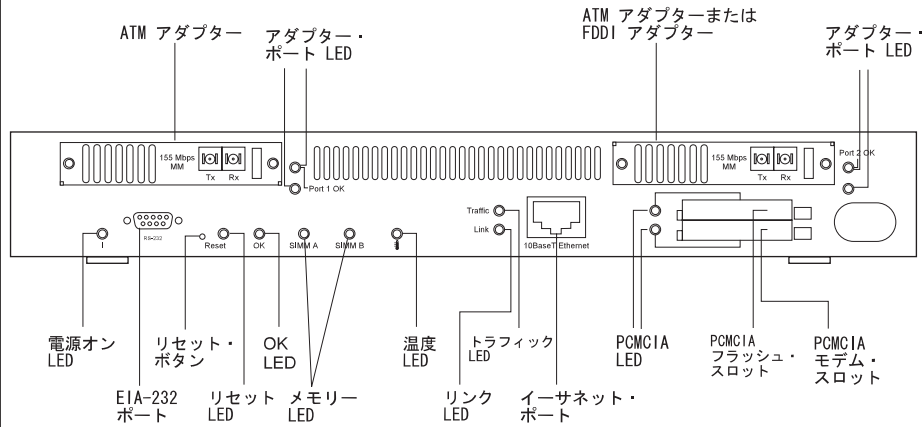 ATM アダプター
アダプター・
ポート LED
ATM アダプターまたは
FDDI アダプター
アダプター・
ポート LED
155 Mbps
MM
Tx
Rx
Port 1 OK
155 Mbps
MM
Tx
Rx
Port 2 OK
Traffic
Link
I
RS-232
Reset
OK
SIMM A
SIMM B
10BaseT Ethernet
電源オン
LED
リセット・
ボタン
OK
LED
温度
LED
トラフィック
LED
PCMCIA
LED
PCMCIA
フラッシュ・
スロット
PCMCIA
モデム・
スロット
EIA-232
ポート
リセット
LED
メモリー
LED
リンク
LED
イーサネット・
ポート